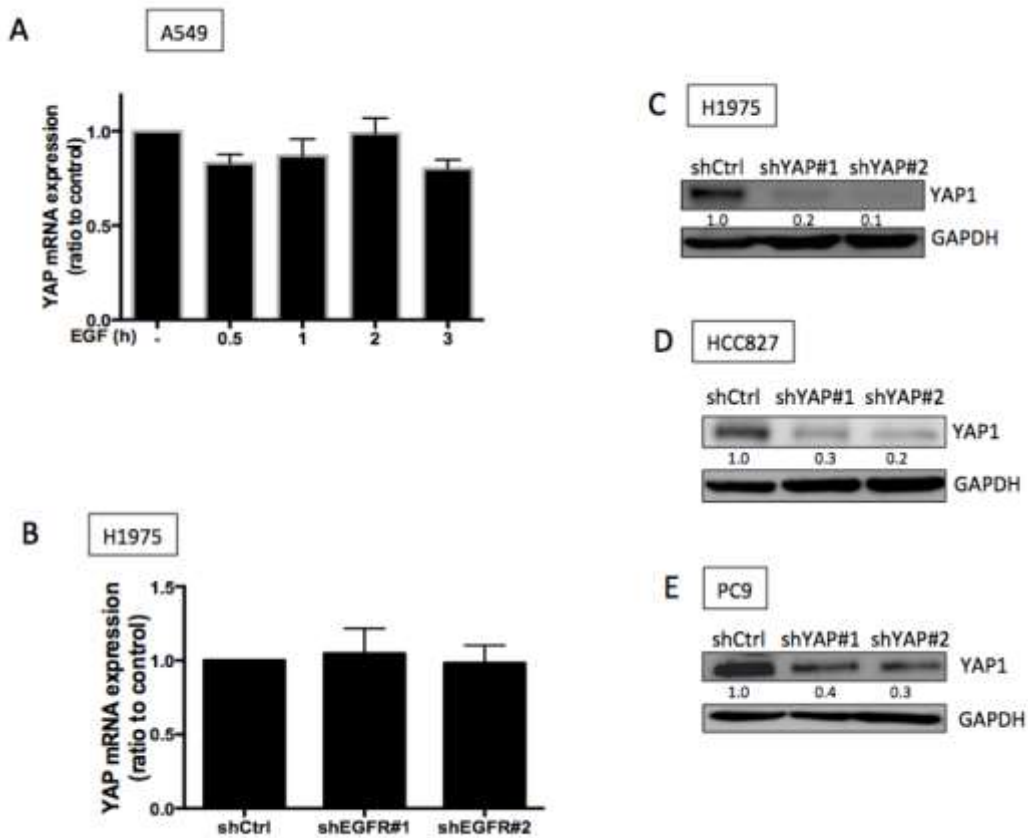 A
A549
YAP mRNA expression
(ratio to control)
1.0
0.5
0.0
EGF (h) - 0.5 1 2 3
B
H1975
YAP mRNA expression
(ratio to control)
1.5
1.0
0.5
0.0
shCtrl shEGFR#1 shEGFR#2
C
H1975
shCtrl shYAP#1 shYAP#2
YAP1
1.0 0.2 0.1
GAPDH
D
HCC827
shCtrl shYAP#1 shYAP#2
YAP1
1.0 0.3 0.2
GAPDH
E
PC9
shCtrl shYAP#1 shYAP#2
YAP1
1.0 0.4 0.3
GAPDH